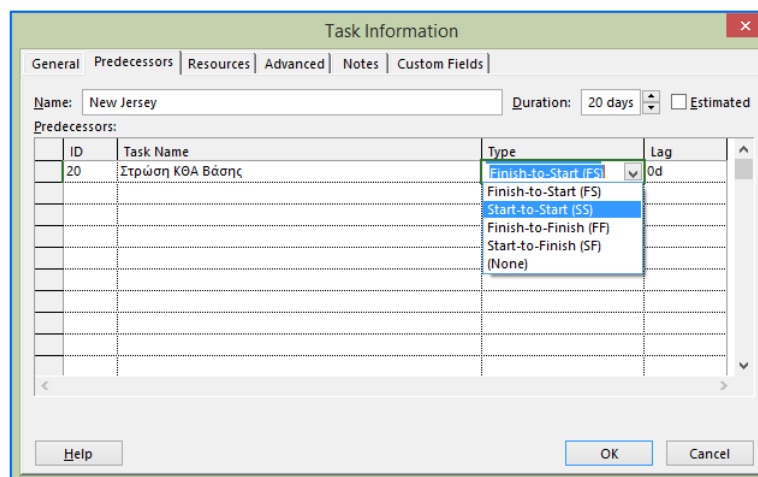 Task Information
General Predecessors Resources Advanced Notes Custom Fields
Name: New Jersey Duration: 20 days Estimated
Predecessors:
ID Task Name Type Lag
20 Στρώση ΚΘΑ Βάσης Finish-to-Start (FS) 0d
Finish-to-Start (FS)
Start-to-Start (SS)
Finish-to-Finish (FF)
Start-to-Finish (SF)
(None)
Help OK Cancel